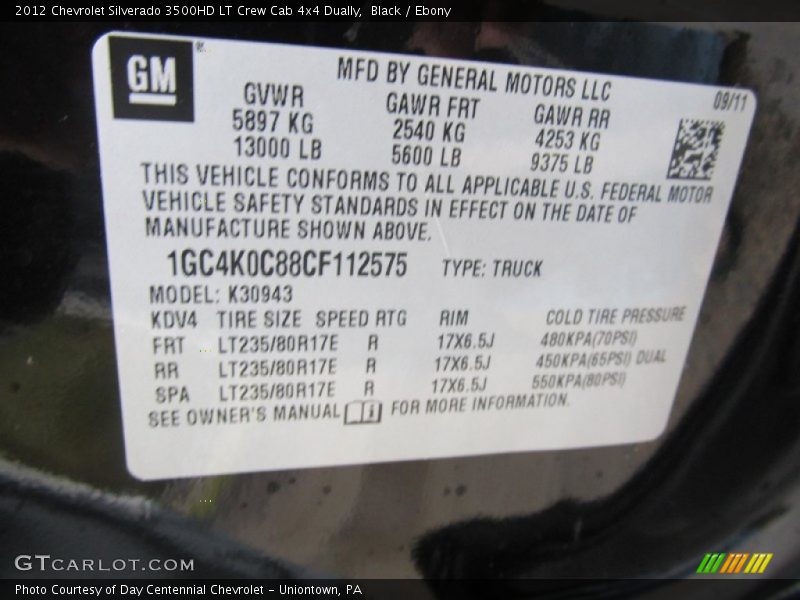 2012 Chevrolet Silverado 3500HD LT Crew Cab 4x4 Dually, Black / Ebony
GM
MFD BY GENERAL MOTORS LLC
09/11
GVWR GAWR FRT GAWR RR
5897 KG 2540 KG 4253 KG
13000 LB 5600 LB 9375 LB
THIS VEHICLE CONFORMS TO ALL APPLICABLE U.S. FEDERAL MOTOR
VEHICLE SAFETY STANDARDS IN EFFECT ON THE DATE OF
MANUFACTURE SHOWN ABOVE.
1GC4K0C88CF112575 TYPE: TRUCK
MODEL: K30943
KDV4 TIRE SIZE SPEED RTG RIM COLD TIRE PRESSURE
FRT LT235/80R17E R 17X6.5J 480KPA(70PSI)
RR LT235/80R17E R 17X6.5J 450KPA(65PSI) DUAL
SPA LT235/80R17E R 17X6.5J 550KPA(80PSI)
SEE OWNER'S MANUAL i FOR MORE INFORMATION.
GTCARLOT.COM
Photo Courtesy of Day Centennial Chevrolet - Uniontown, PA